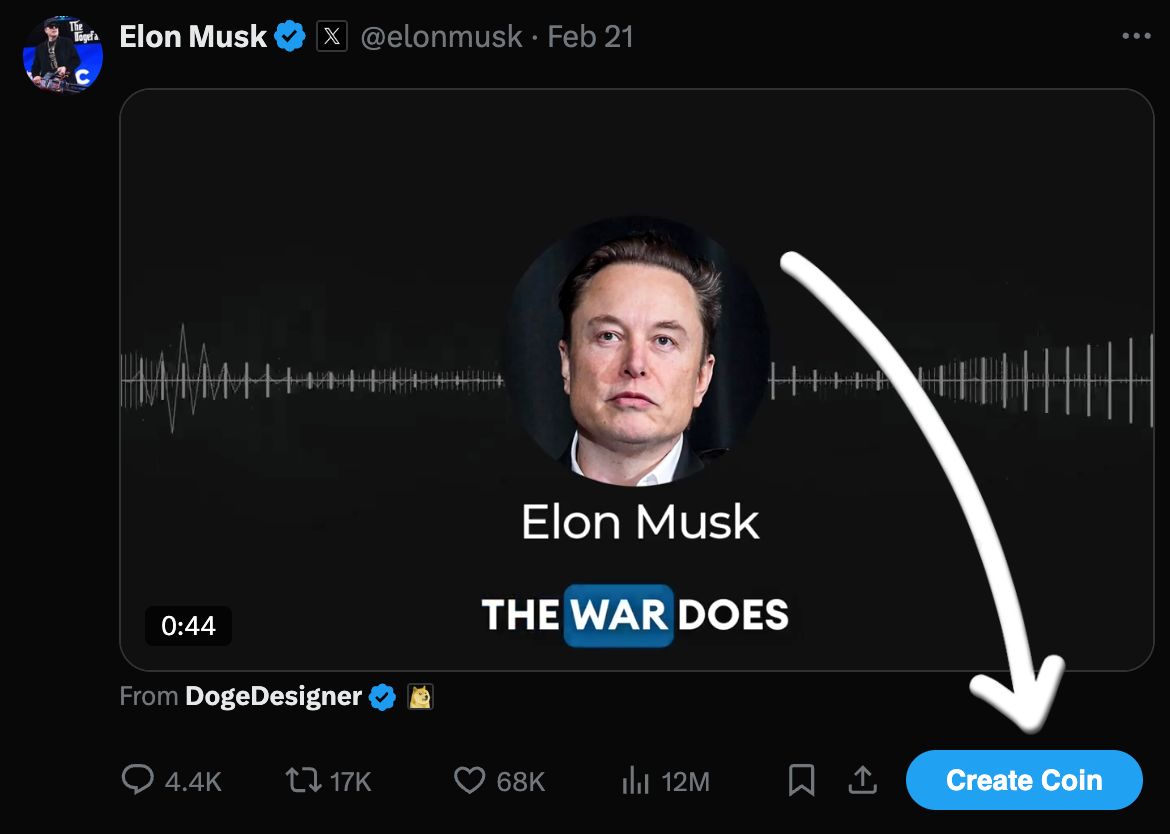 Elon Musk X @elonmusk · Feb 21
Elon Musk
THE WAR DOES
0:44
From DogeDesigner
4.4K 17K 68K 12M Create Coin